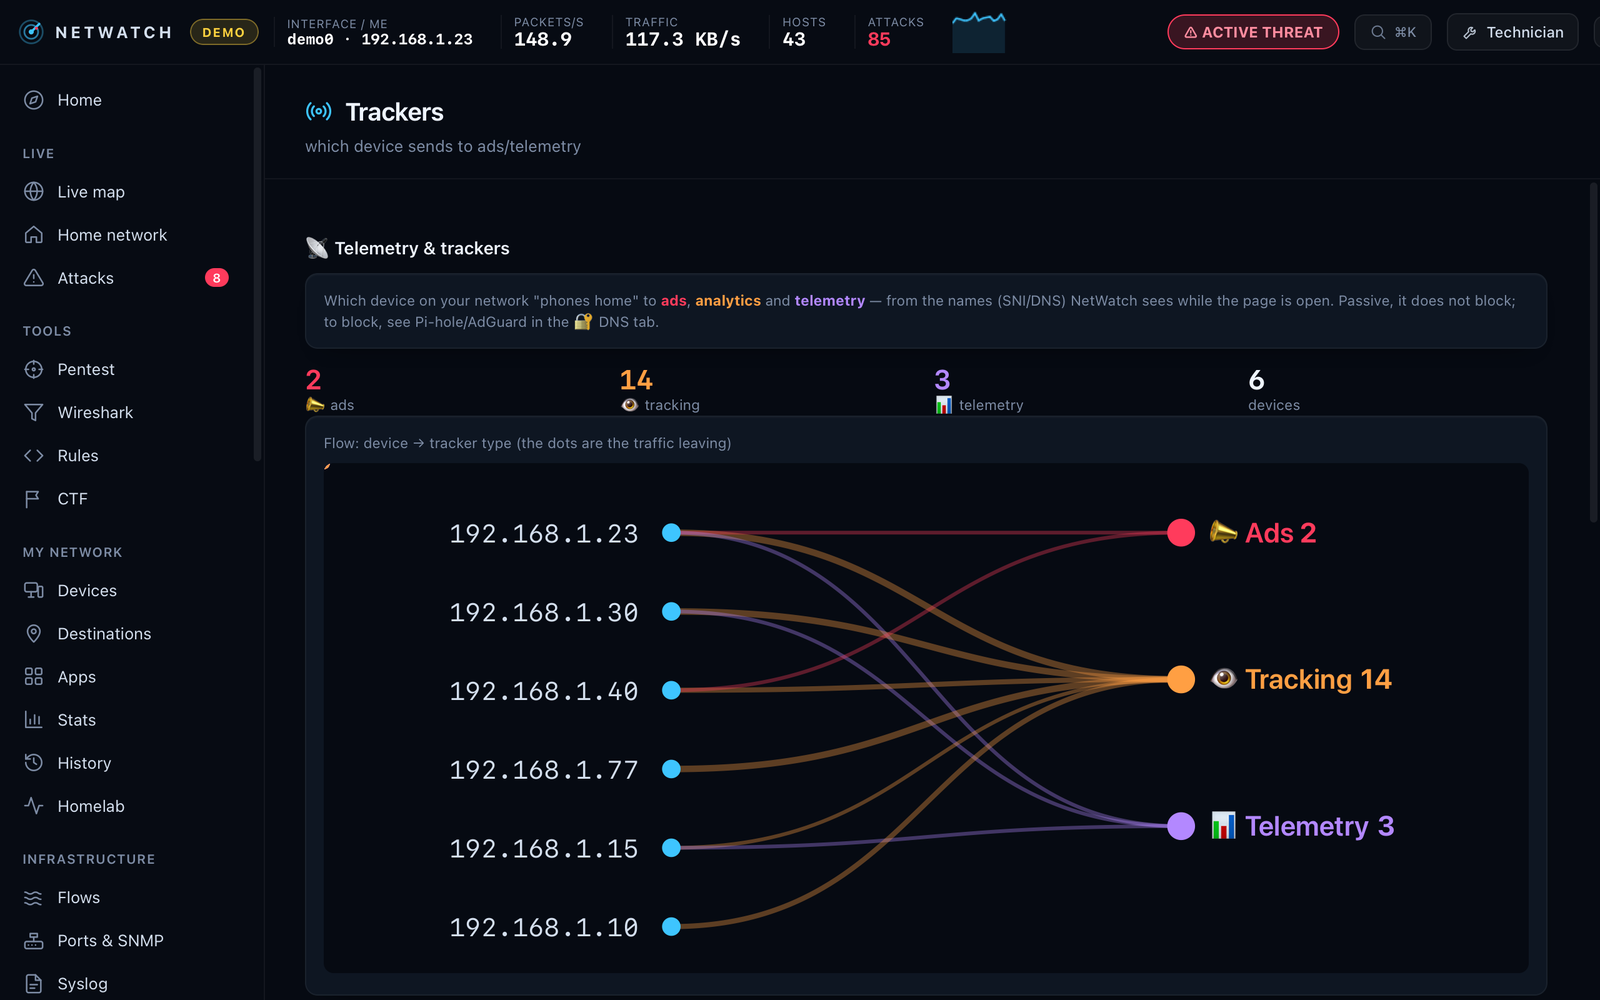 NETWATCH
DEMO
INTERFACE / ME
demo0 · 192.168.1.23
PACKETS/S
148.9
TRAFFIC
117.3 KB/s
HOSTS
43
ATTACKS
85
ACTIVE THREAT
⌘K
Technician
Home
LIVE
Live map
Home network
Attacks
8
TOOLS
Pentest
Wireshark
Rules
CTF
MY NETWORK
Devices
Destinations
Apps
Stats
History
Homelab
INFRASTRUCTURE
Flows
Ports & SNMP
Syslog
Trackers
which device sends to ads/telemetry
Telemetry & trackers
Which device on your network "phones home" to ads, analytics and telemetry — from the names (SNI/DNS) NetWatch sees while the page is open. Passive, it does not block;
to block, see Pi-hole/AdGuard in the 🔐 DNS tab.
2
ads
14
tracking
3
telemetry
6
devices
Flow: device → tracker type (the dots are the traffic leaving)
192.168.1.23
192.168.1.30
192.168.1.40
192.168.1.77
192.168.1.15
192.168.1.10
Ads 2
Tracking 14
Telemetry 3